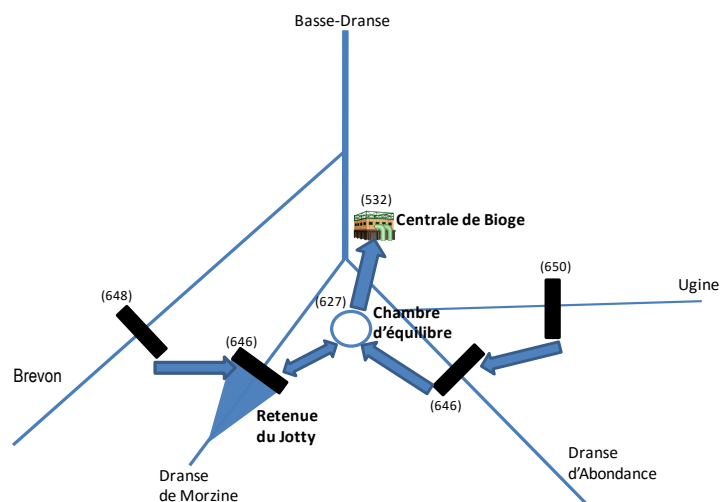 Basse-Dranse
(532)
Centrale de Bioge
(650)
Ugine
(648)
(627)
Chambre
d'équilibre
(646)
Brevon
(646)
Retenue
du Jotty
Dranse
d'Abondance
Dranse
de Morzine